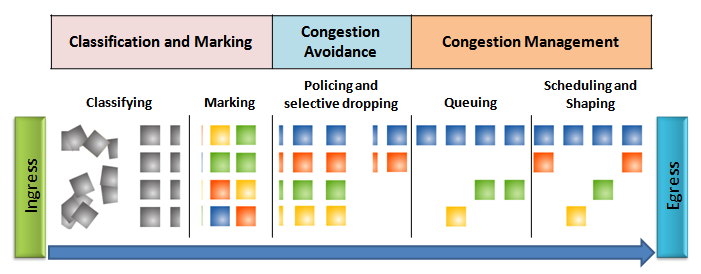 Classification and Marking
Congestion
Avoidance
Congestion Management
Classifying
Marking
Policing and
selective dropping
Queuing
Scheduling and
Shaping
Ingress
Egress